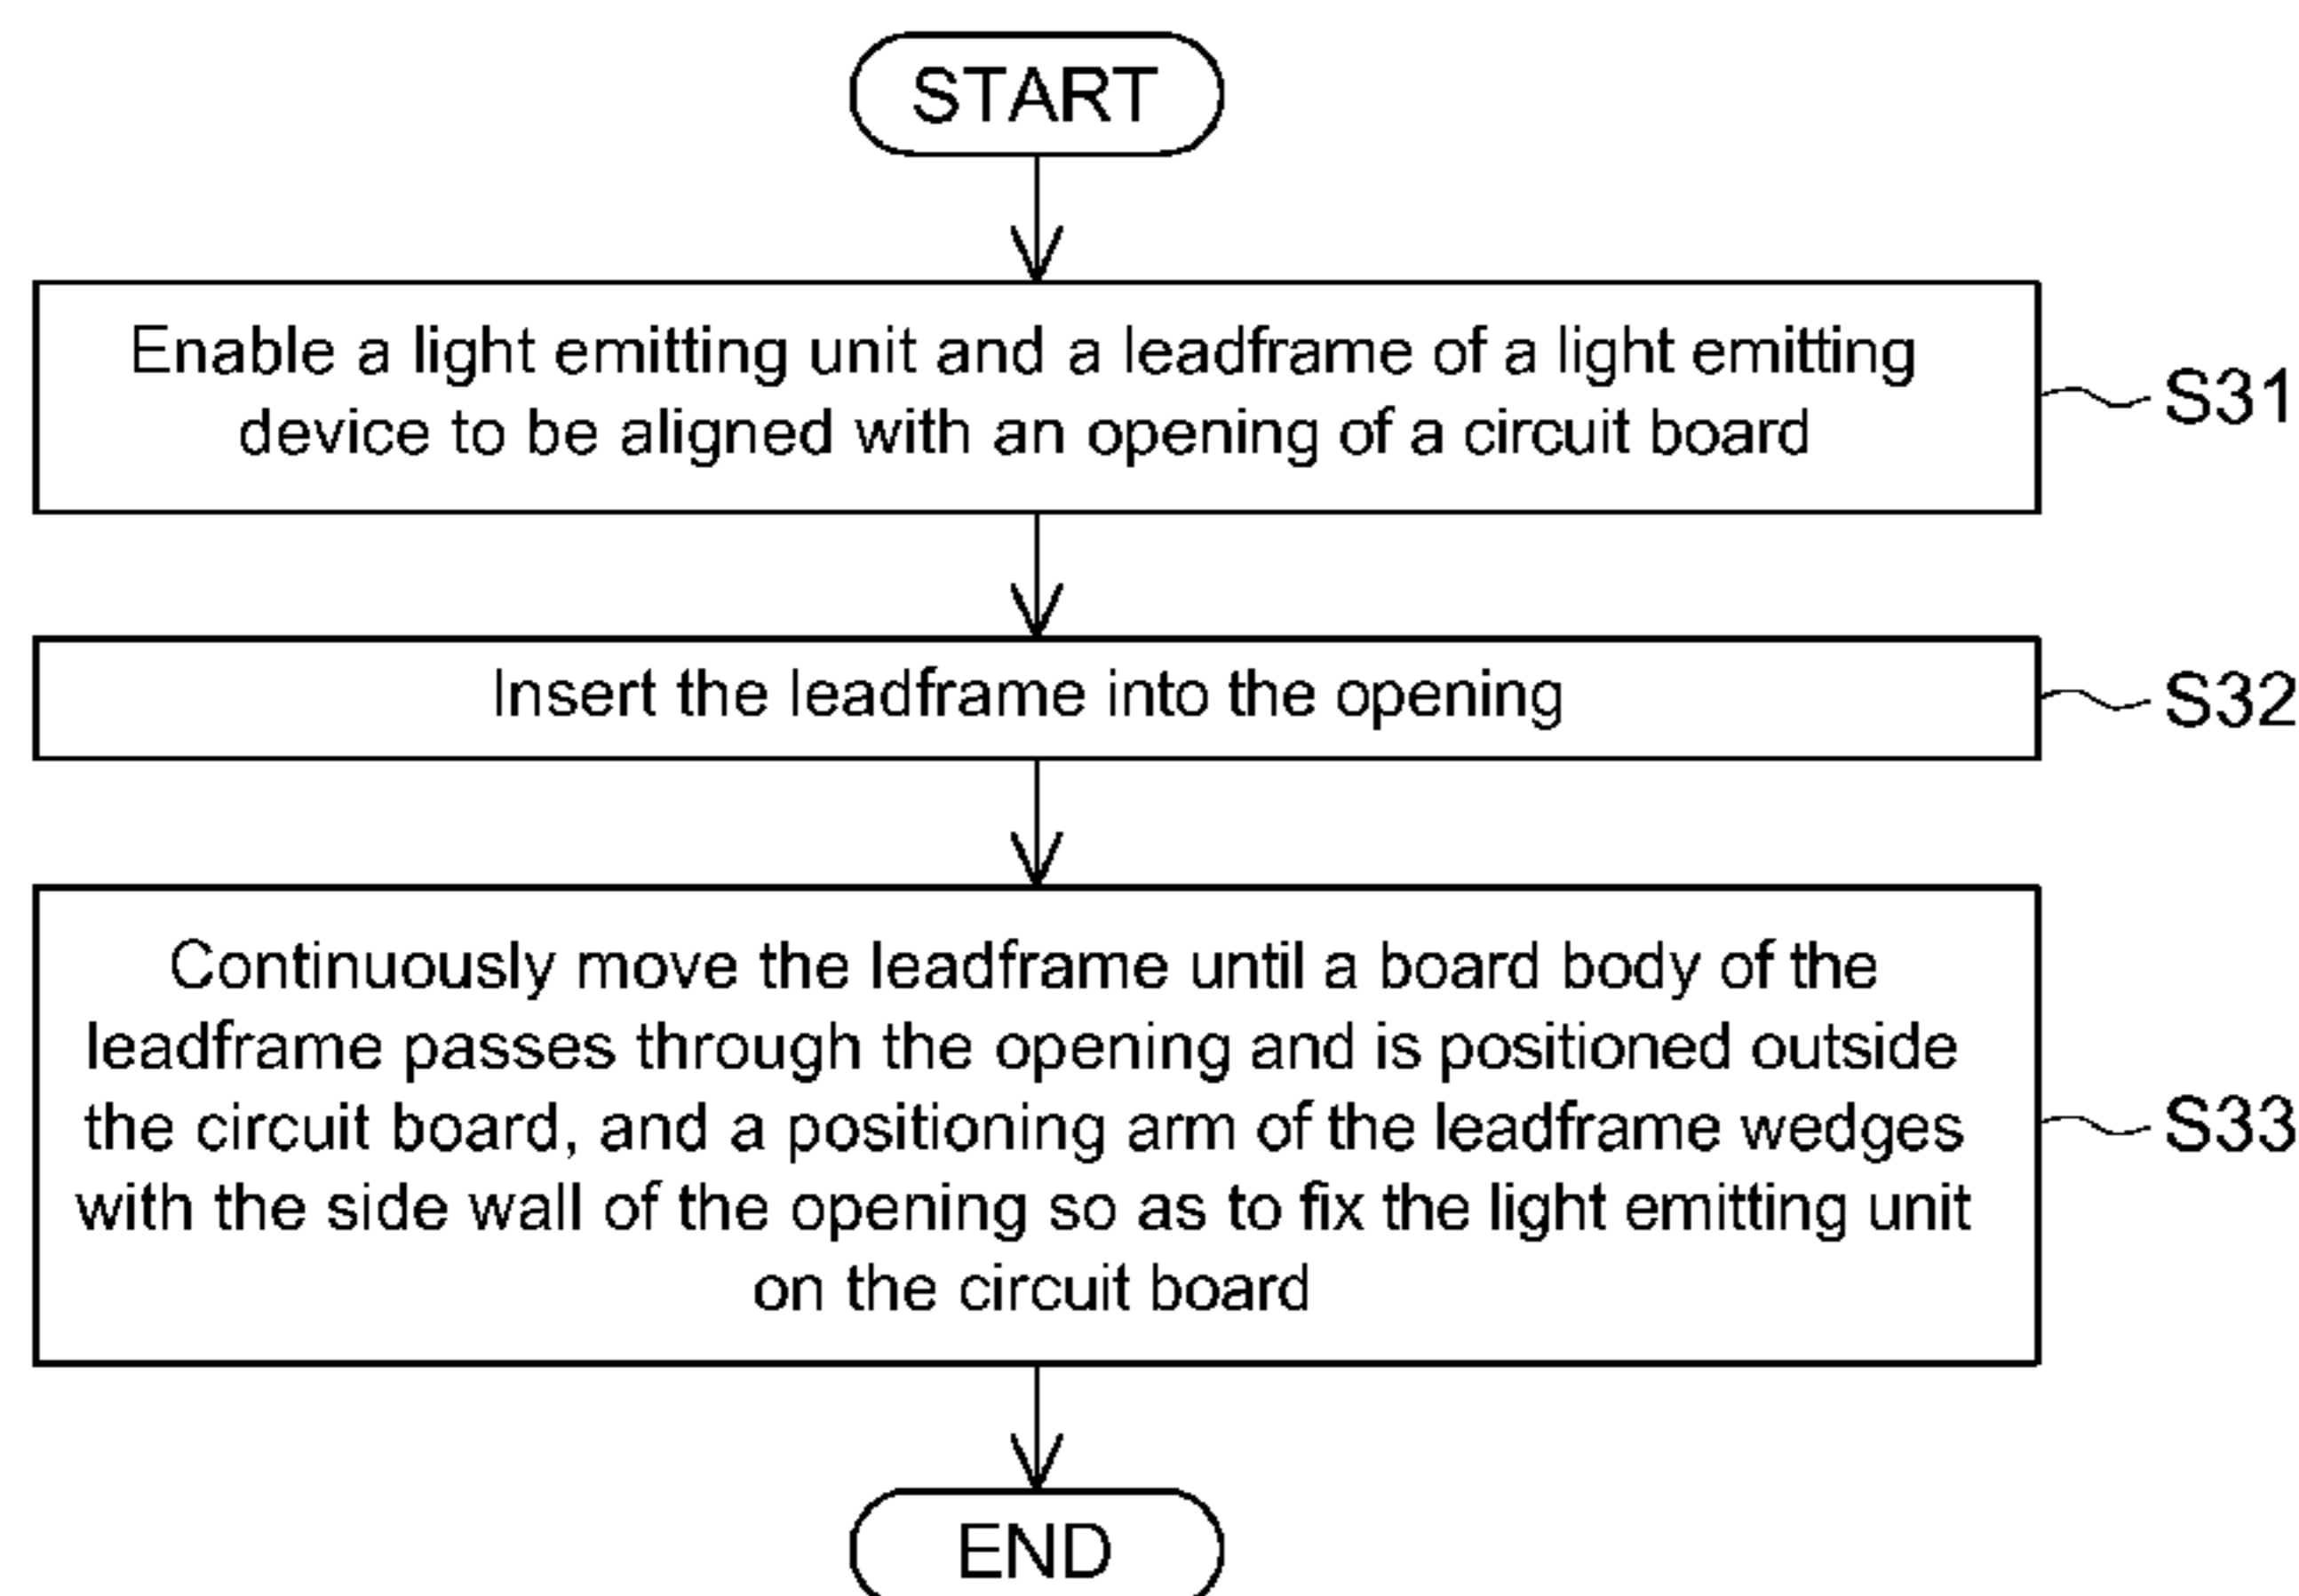 START
Enable a light emitting unit and a leadframe of a light emitting
device to be aligned with an opening of a circuit board
S31
Insert the leadframe into the opening
S32
Continuously move the leadframe until a board body of the
leadframe passes through the opening and is positioned outside
the circuit board, and a positioning arm of the leadframe wedges
with the side wall of the opening so as to fix the light emitting unit
on the circuit board
S33
END